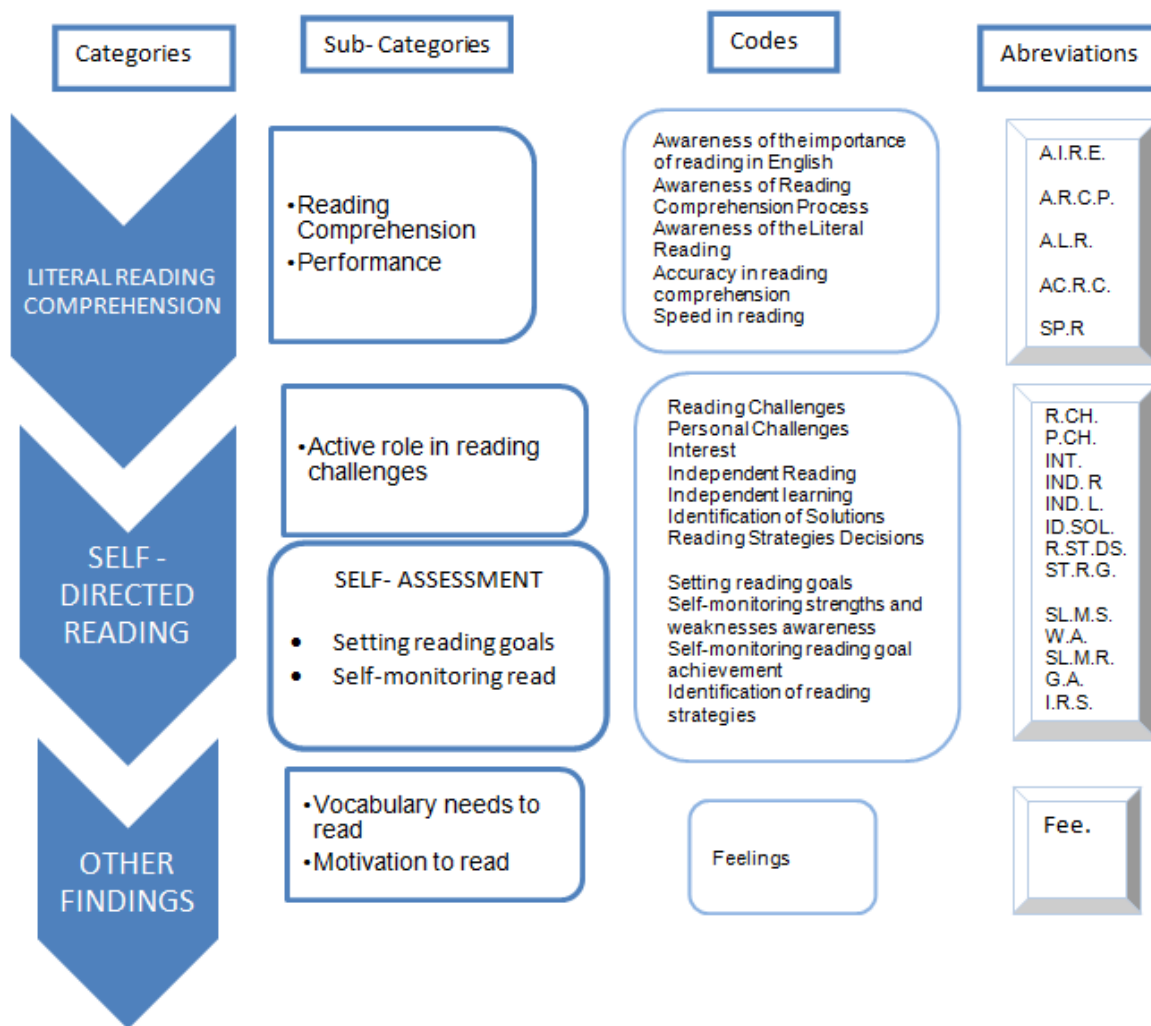 Categories
Sub- Categories
Codes
Abreviations
LITERAL READING
COMPREHENSION
•Reading
Comprehension
•Performance
Awareness of the importance
of reading in English
Awareness of Reading
Comprehension Process
Awareness of the Literal
Reading
Accuracy in reading
comprehension
Speed in reading
A.I.R.E.
A.R.C.P.
A.L.R.
AC.R.C.
SP.R
SELF -
DIRECTED
READING
•Active role in reading
challenges
SELF- ASSESSMENT
• Setting reading goals
• Self-monitoring read
Reading Challenges
Personal Challenges
Interest
Independent Reading
Independent learning
Identification of Solutions
Reading Strategies Decisions
Setting reading goals
Self-monitoring strengths and
weaknesses awareness
Self-monitoring reading goal
achievement
Identification of reading
strategies
R.CH.
P.CH.
INT.
IND. R
IND. L.
ID.SOL.
R.ST.DS.
ST.R.G.
SL.M.S.
W.A.
SL.M.R.
G.A.
I.R.S.
OTHER
FINDINGS
•Vocabulary needs to
read
•Motivation to read
Feelings
Fee.